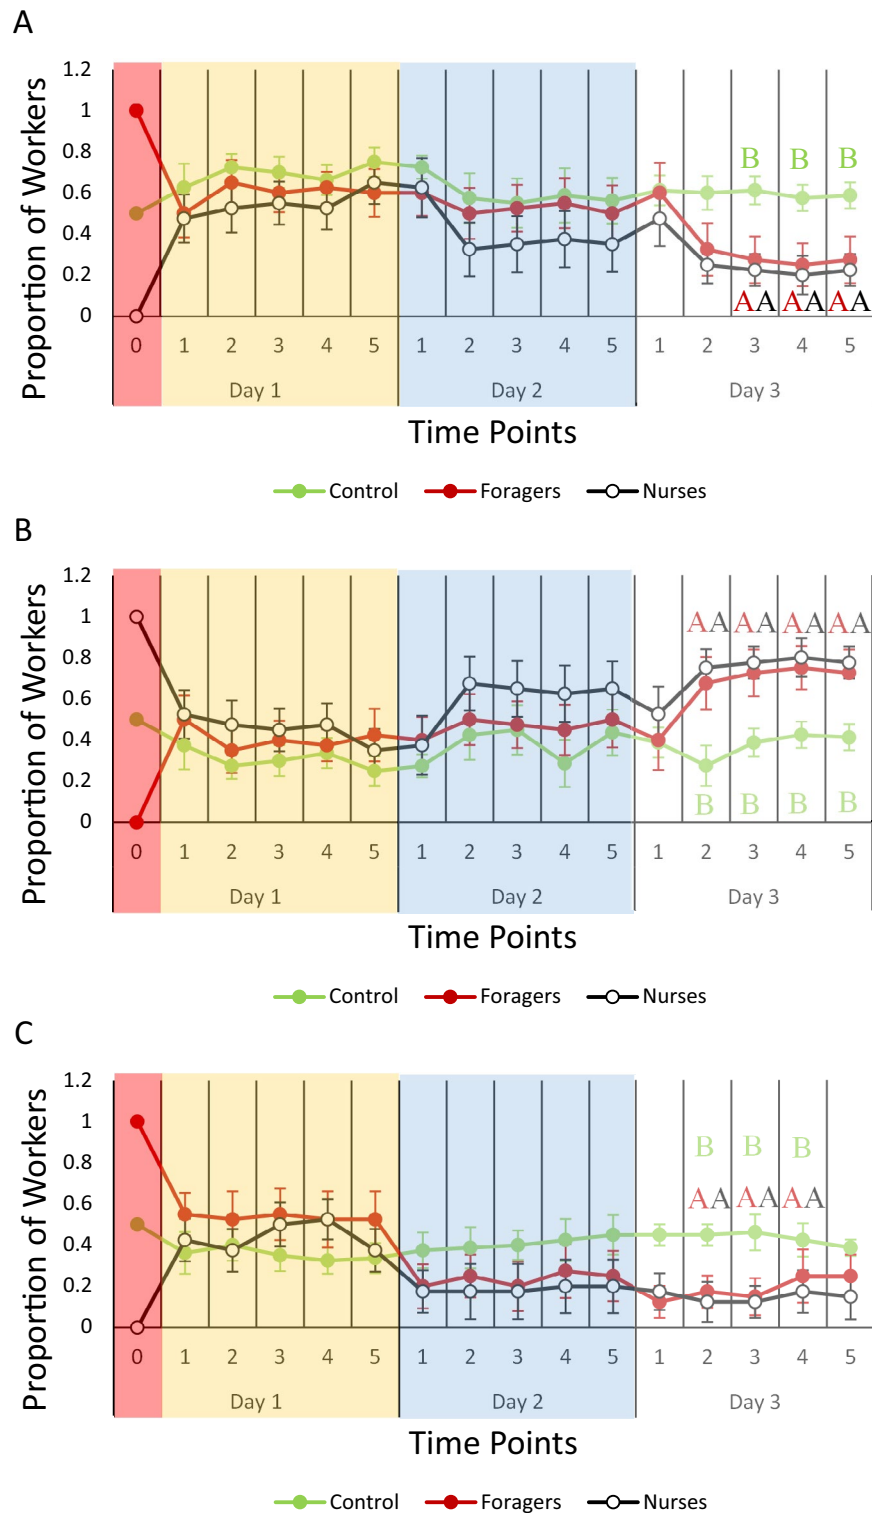 A
Proportion of Workers
1.2
1
0.8
0.6
0.4
0.2
0
B B B
AA AA AA
0 1 2 3 4 5 1 2 3 4 5 1 2 3 4 5
Day 1 Day 2 Day 3
Time Points
Control Foragers Nurses
B
Proportion of Workers
1.2
1
0.8
0.6
0.4
0.2
0
AA AA AA AA
B B B B
0 1 2 3 4 5 1 2 3 4 5 1 2 3 4 5
Day 1 Day 2 Day 3
Time Points
Control Foragers Nurses
C
Proportion of Workers
1.2
1
0.8
0.6
0.4
0.2
0
B B B
AA AA AA
0 1 2 3 4 5 1 2 3 4 5 1 2 3 4 5
Day 1 Day 2 Day 3
Time Points
Control Foragers Nurses